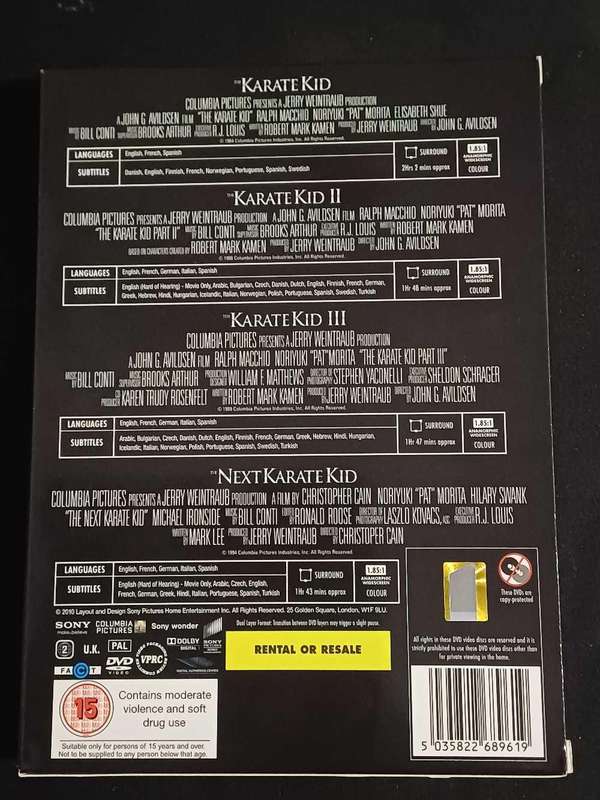 THE KARATE KID
COLUMBIA PICTURES PRESENTS A JERRY WEINTRAUB PRODUCTION
A JOHN G. AVILDSEN FILM "THE KARATE KID" RALPH MACCHIO NORIYUKI "PAT" MORITA ELISABETH SHUE
MUSIC BY BILL CONTI MUSIC SUPERVISOR BROOKS ARTHUR EXECUTIVE PRODUCER R.J. LOUIS WRITTEN BY ROBERT MARK KAMEN PRODUCED BY JERRY WEINTRAUB DIRECTED BY JOHN G. AVILDSEN
© 1984 Columbia Pictures Industries, Inc. All Rights Reserved.
LANGUAGES English, French, Spanish
SUBTITLES Danish, English, Finnish, French, Norwegian, Portuguese, Spanish, Swedish
SURROUND
2Hrs 2 mins approx
1.85:1
ANAMORPHIC
WIDESCREEN
COLOUR
THE KARATE KID II
COLUMBIA PICTURES PRESENTS A JERRY WEINTRAUB PRODUCTION A JOHN G. AVILDSEN FILM RALPH MACCHIO NORIYUKI "PAT" MORITA
"THE KARATE KID PART II" MUSIC BY BILL CONTI MUSIC SUPERVISOR BROOKS ARTHUR EXECUTIVE PRODUCER R.J. LOUIS WRITTEN BY ROBERT MARK KAMEN
BASED ON CHARACTERS CREATED BY ROBERT MARK KAMEN PRODUCED BY JERRY WEINTRAUB DIRECTED BY JOHN G. AVILDSEN
© 1986 Columbia Pictures Industries, Inc. All Rights Reserved.
LANGUAGES English, French, German, Italian, Spanish
SUBTITLES English (Hard of Hearing) - Movie Only, Arabic, Bulgarian, Czech, Danish, Dutch, English, Finnish, French, German,
Greek, Hebrew, Hindi, Hungarian, Icelandic, Italian, Norwegian, Polish, Portuguese, Spanish, Swedish, Turkish
SURROUND
1Hr 48 mins approx
1.85:1
ANAMORPHIC
WIDESCREEN
COLOUR
THE KARATE KID III
COLUMBIA PICTURES PRESENTS A JERRY WEINTRAUB PRODUCTION
A JOHN G. AVILDSEN FILM RALPH MACCHIO NORIYUKI "PAT" MORITA "THE KARATE KID PART III"
MUSIC BY BILL CONTI MUSIC SUPERVISOR BROOKS ARTHUR PRODUCTION DESIGNER WILLIAM F. MATTHEWS DIRECTOR OF PHOTOGRAPHY STEPHEN YACONELLI EXECUTIVE PRODUCER SHELDON SCHRAGER
CO PRODUCER KAREN TRUDY ROSENFELT WRITTEN BY ROBERT MARK KAMEN PRODUCED BY JERRY WEINTRAUB DIRECTED BY JOHN G. AVILDSEN
© 1989 Columbia Pictures Industries, Inc. All Rights Reserved.
LANGUAGES English, French, German, Italian, Spanish
SUBTITLES Arabic, Bulgarian, Czech, Danish, Dutch, English, Finnish, French, German, Greek, Hebrew, Hindi, Hungarian,
Icelandic, Italian, Norwegian, Polish, Portuguese, Spanish, Swedish, Turkish
SURROUND
1Hr 47 mins approx
1.85:1
ANAMORPHIC
WIDESCREEN
COLOUR
THE NEXT KARATE KID
COLUMBIA PICTURES PRESENTS A JERRY WEINTRAUB PRODUCTION A FILM BY CHRISTOPHER CAIN NORIYUKI "PAT" MORITA HILARY SWANK
"THE NEXT KARATE KID" MICHAEL IRONSIDE MUSIC BY BILL CONTI EDITED BY RONALD ROOSE DIRECTOR OF PHOTOGRAPHY LASZLO KOVACS, ASC EXECUTIVE PRODUCER R.J. LOUIS
WRITTEN BY MARK LEE PRODUCED BY JERRY WEINTRAUB DIRECTED BY CHRISTOPER CAIN
© 1994 Columbia Pictures Industries, Inc. All Rights Reserved.
LANGUAGES English, French, German, Italian, Spanish
SUBTITLES English (Hard of Hearing) - Movie Only, Arabic, Czech, English,
French, German, Greek, Hindi, Italian, Polish, Portuguese, Spanish, Turkish
SURROUND
1Hr 43 mins approx
1.85:1
ANAMORPHIC
WIDESCREEN
COLOUR
© 2010 Layout and Design Sony Pictures Home Entertainment Inc. All Rights Reserved. 25 Golden Square, London, W1F 9LU.
SONY
make.believe
COLUMBIA
PICTURES
Sony wonder
Dual Layer Format: Transition between DVD layers may trigger a slight pause.
2 U.K. PAL
DOLBY
DIGITAL
FACT
DVD
VIDEO
VPRC
RENTAL OR RESALE
These DVDs are
copy-protected
All rights in these DVD video discs are reserved and it is
strictly prohibited to use these DVD video discs other than
for private viewing in the home.
15
Contains moderate
violence and soft
drug use
Suitable only for persons of 15 years and over.
Not to be supplied to any person below that age.
5 035822 689619